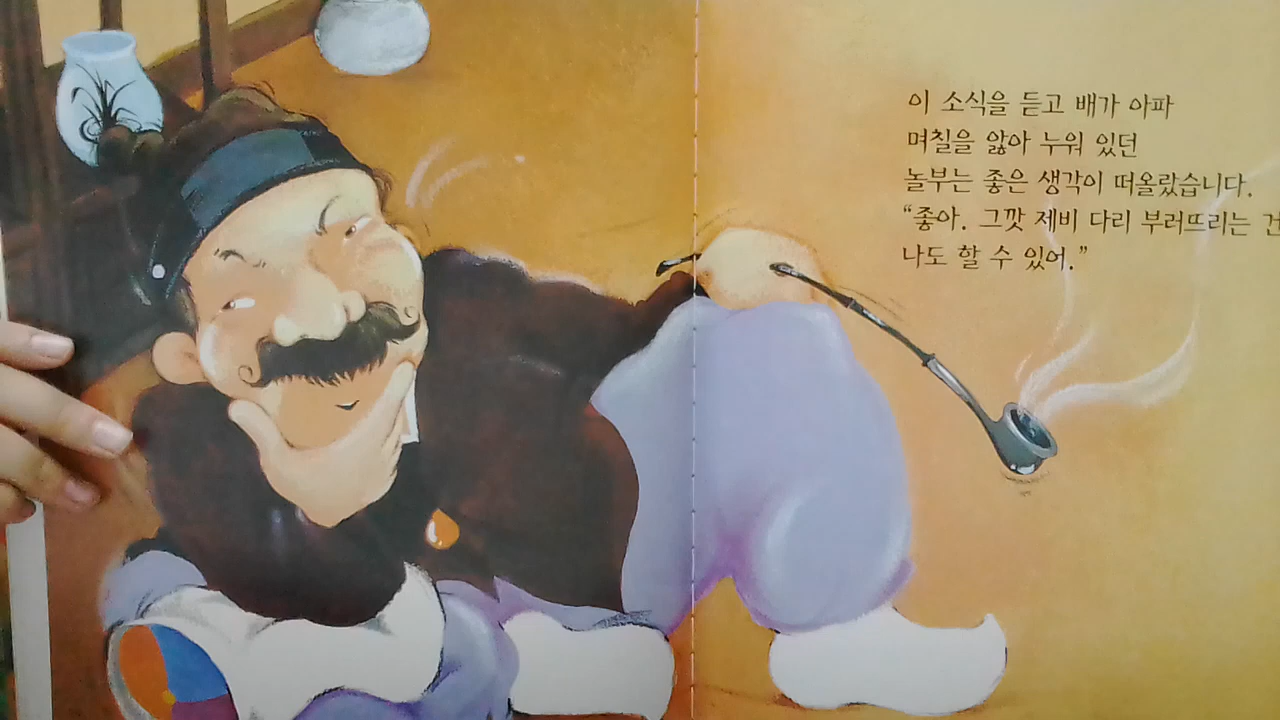 이 소식을 듣고 배가 아파
며칠을 앓아 누워 있던
놀부는 좋은 생각이 떠올랐습니다.
“좋아. 그깟 제비 다리 부러뜨리는 건
나도 할 수 있어.”